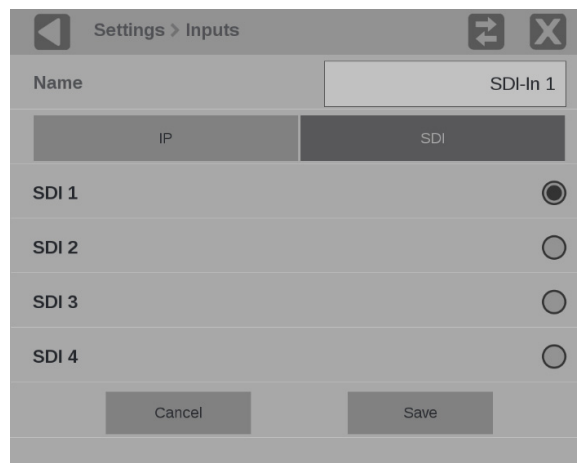 Settings > Inputs
Name SDI-In 1
IP SDI
SDI 1
SDI 2
SDI 3
SDI 4
Cancel Save